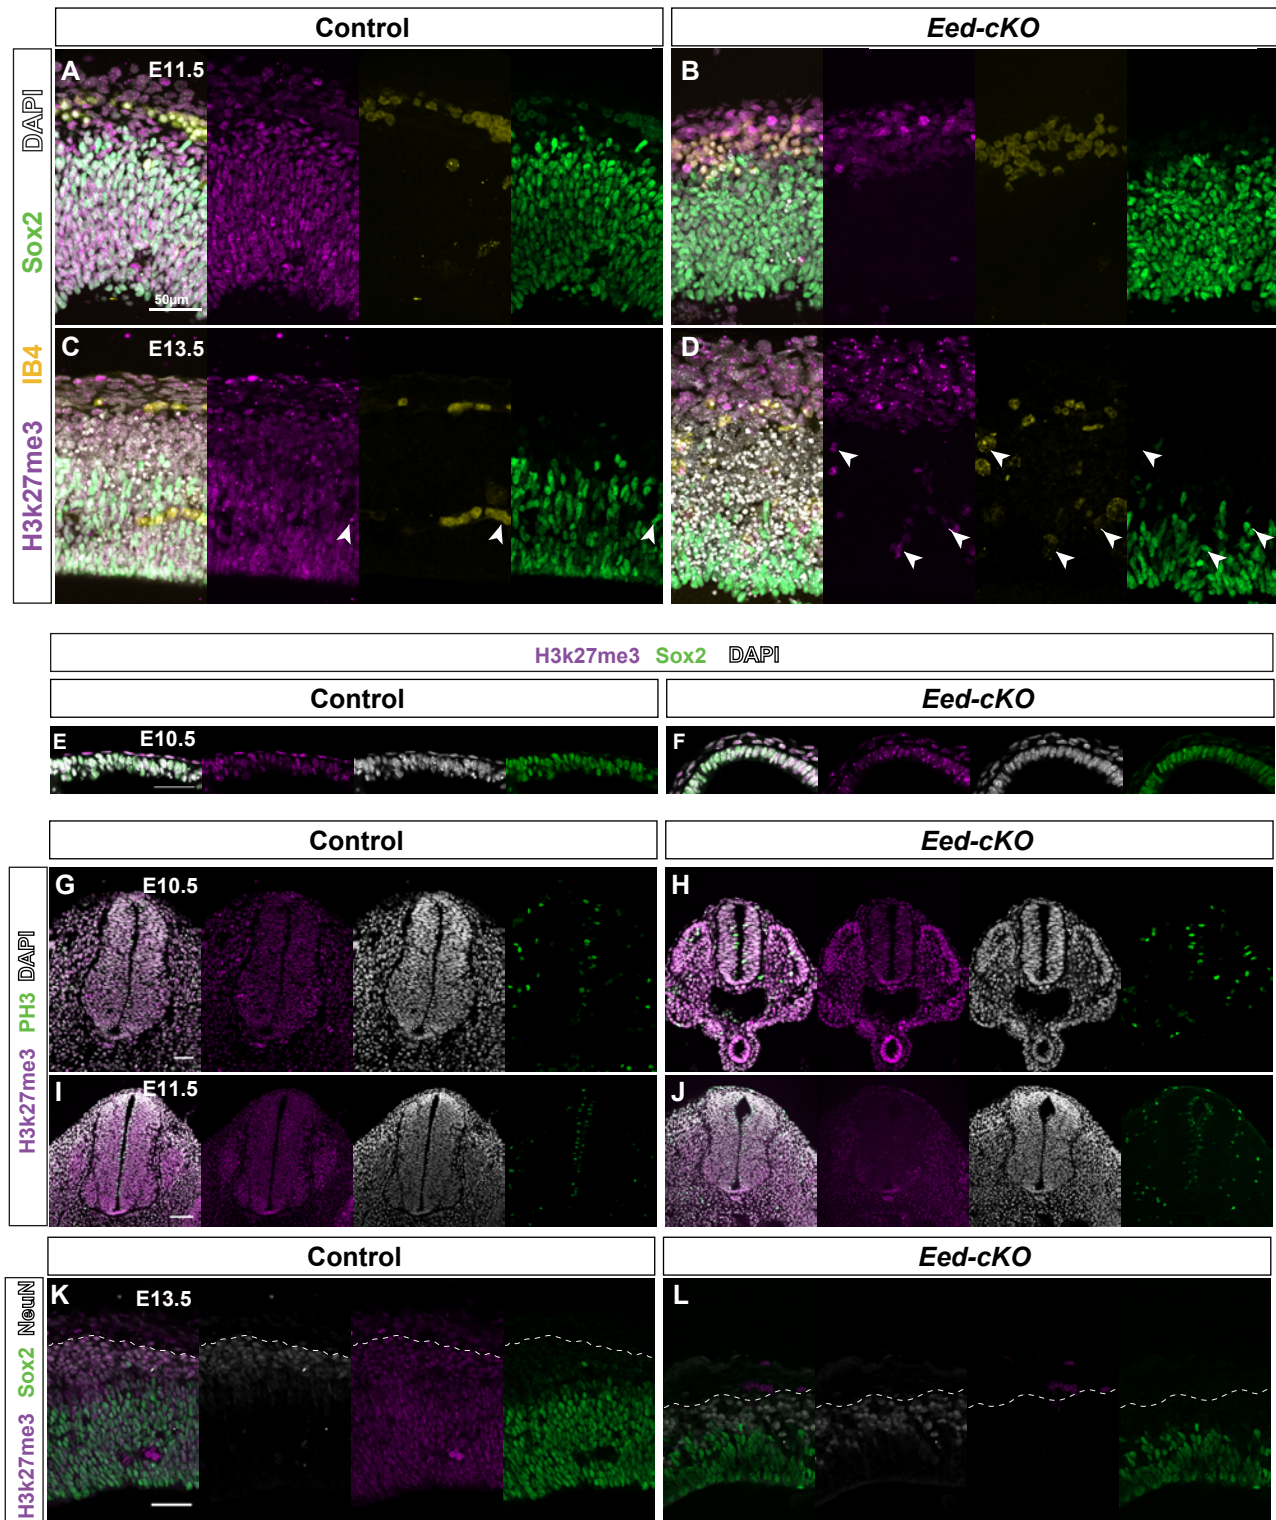 Control
Eed-cKO
H3k27me3 IB4 Sox2 DAPI
A E11.5
50µm
B
C E13.5
D
H3k27me3 Sox2 DAPI
Control
Eed-cKO
E E10.5
F
Control
Eed-cKO
H3k27me3 PH3 DAPI
G E10.5
H
I E11.5
J
Control
Eed-cKO
H3k27me3 Sox2 NeuN
K E13.5
L